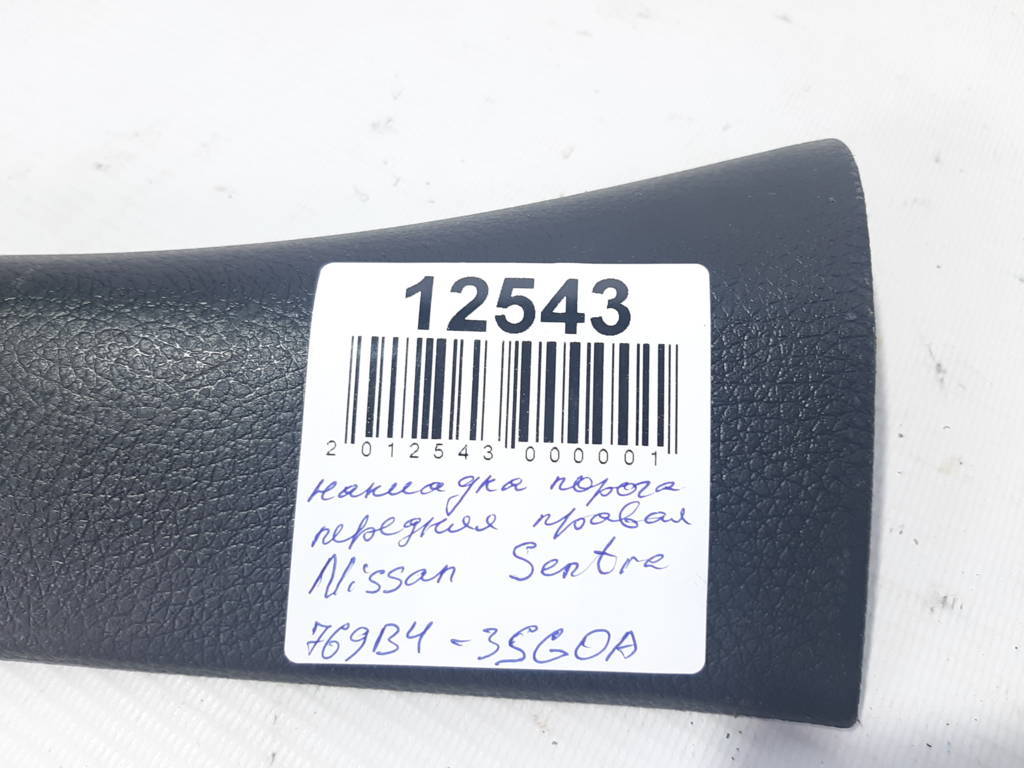 12543
2 012543 000001
накладка порога
передняя правая
Nissan Sentra
769B4-3SG0A